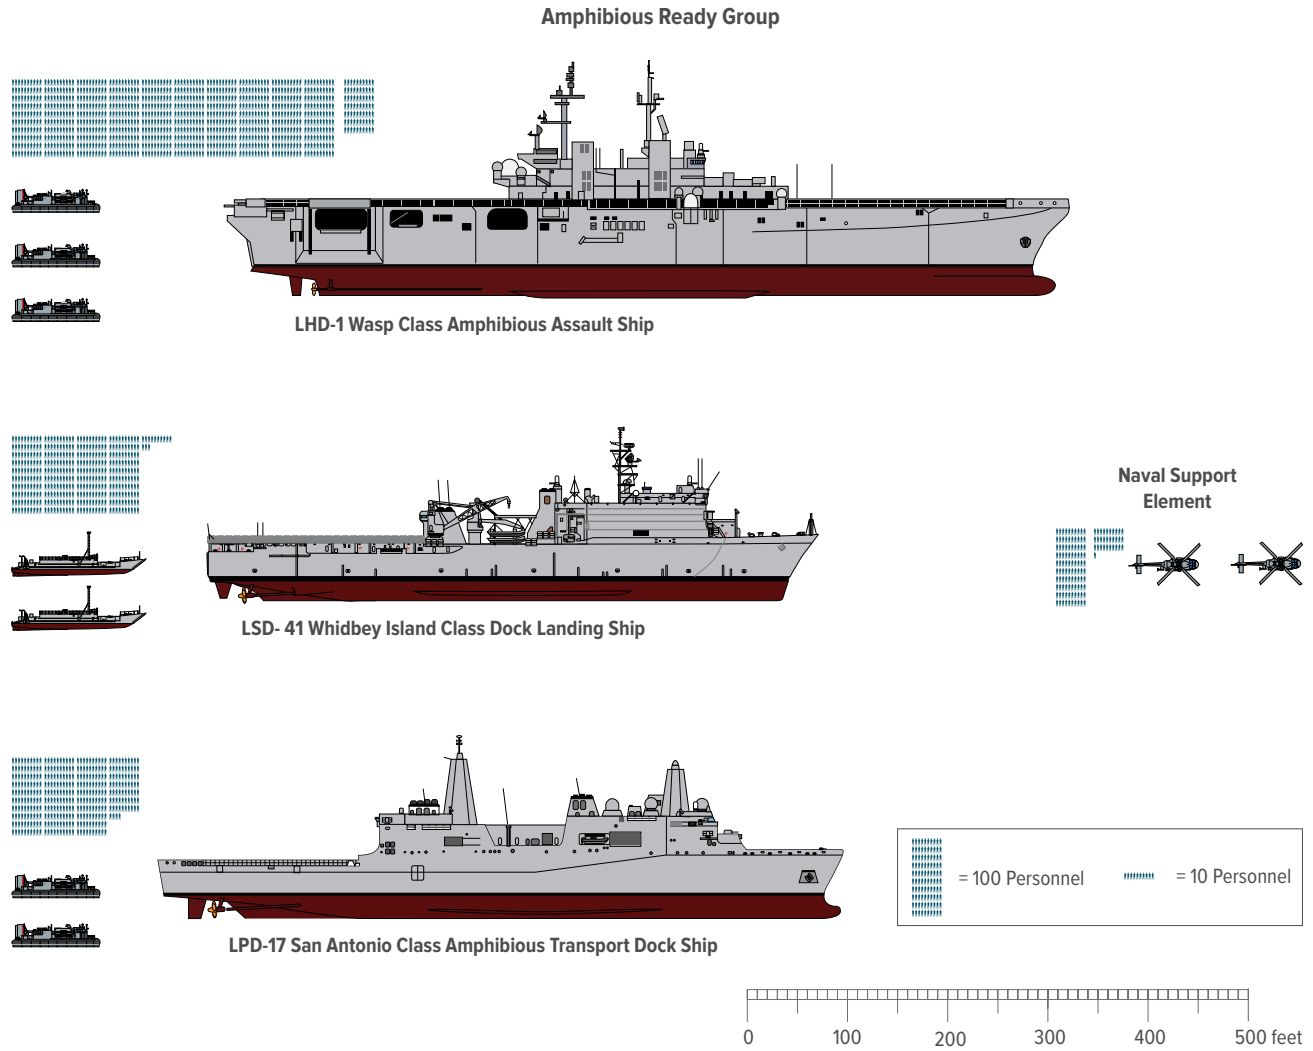 Amphibious Ready Group
LHD-1 Wasp Class Amphibious Assault Ship
LSD- 41 Whidbey Island Class Dock Landing Ship
Naval Support
Element
LPD-17 San Antonio Class Amphibious Transport Dock Ship
= 100 Personnel
= 10 Personnel
0 100 200 300 400 500 feet